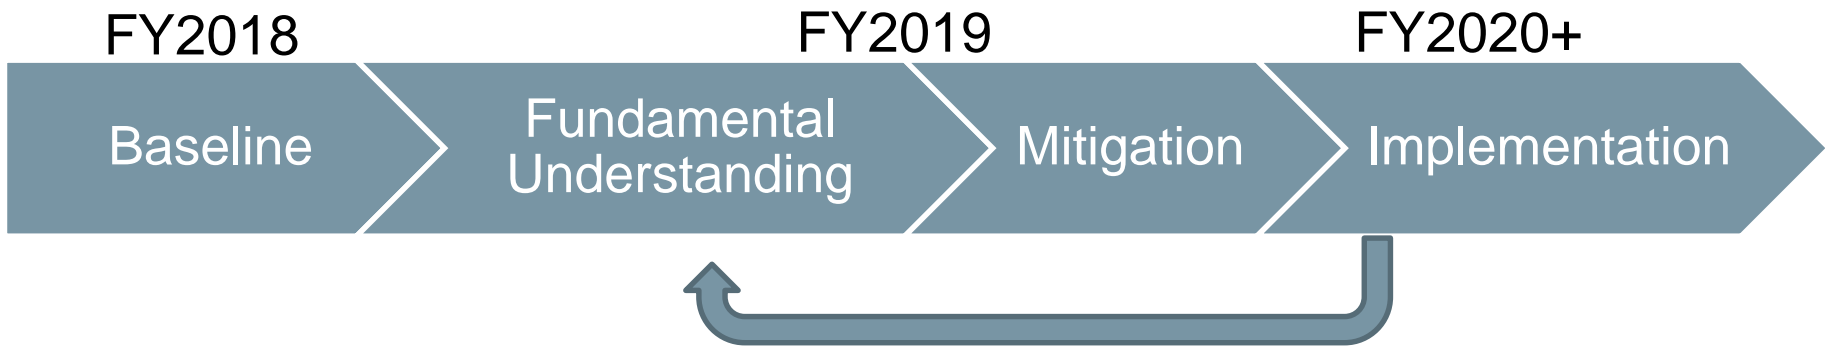 FY2018
FY2019
FY2020+
Baseline
Fundamental
Understanding
Mitigation
Implementation